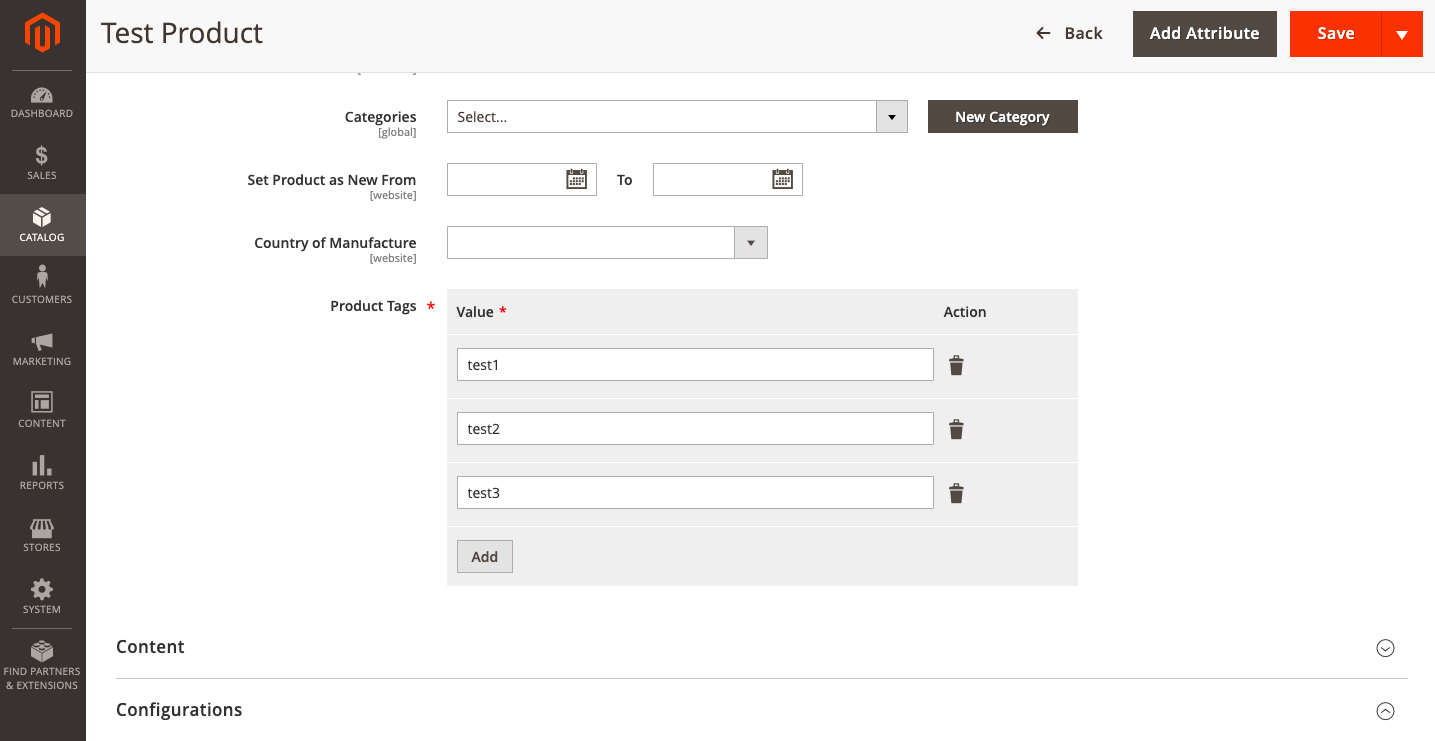 Test Product
Back
Add Attribute
Save
DASHBOARD
SALES
CATALOG
CUSTOMERS
MARKETING
CONTENT
REPORTS
STORES
SYSTEM
FIND PARTNERS
& EXTENSIONS
Categories
[global]
Select...
New Category
Set Product as New From
[website]
To
Country of Manufacture
[website]
Product Tags *
Value *
Action
test1
test2
test3
Add
Content
Configurations